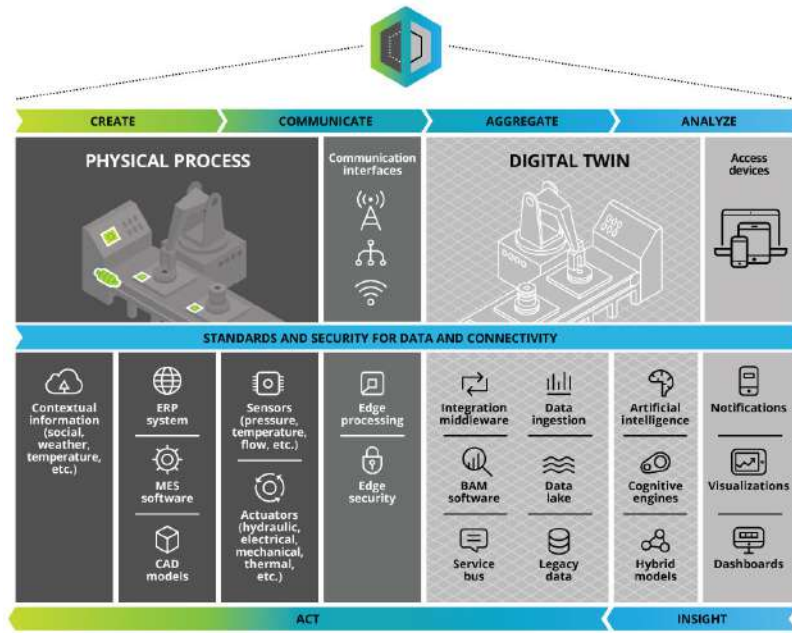 CREATE
COMMUNICATE
AGGREGATE
ANALYZE
PHYSICAL PROCESS
Communication
interfaces
DIGITAL TWIN
Access
devices
STANDARDS AND SECURITY FOR DATA AND CONNECTIVITY
Contextual
information
(social,
weather,
temperature,
etc.)
ERP
system
MES
software
CAD
models
Sensors
(pressure,
temperature,
flow, etc.)
Actuators
(hydraulic,
electrical,
mechanical,
thermal,
etc.)
Edge
processing
Edge
security
Integration
middleware
BAM
software
Service
bus
Data
ingestion
Data
lake
Legacy
data
Artificial
intelligence
Cognitive
engines
Hybrid
models
Notifications
Visualizations
Dashboards
ACT
INSIGHT